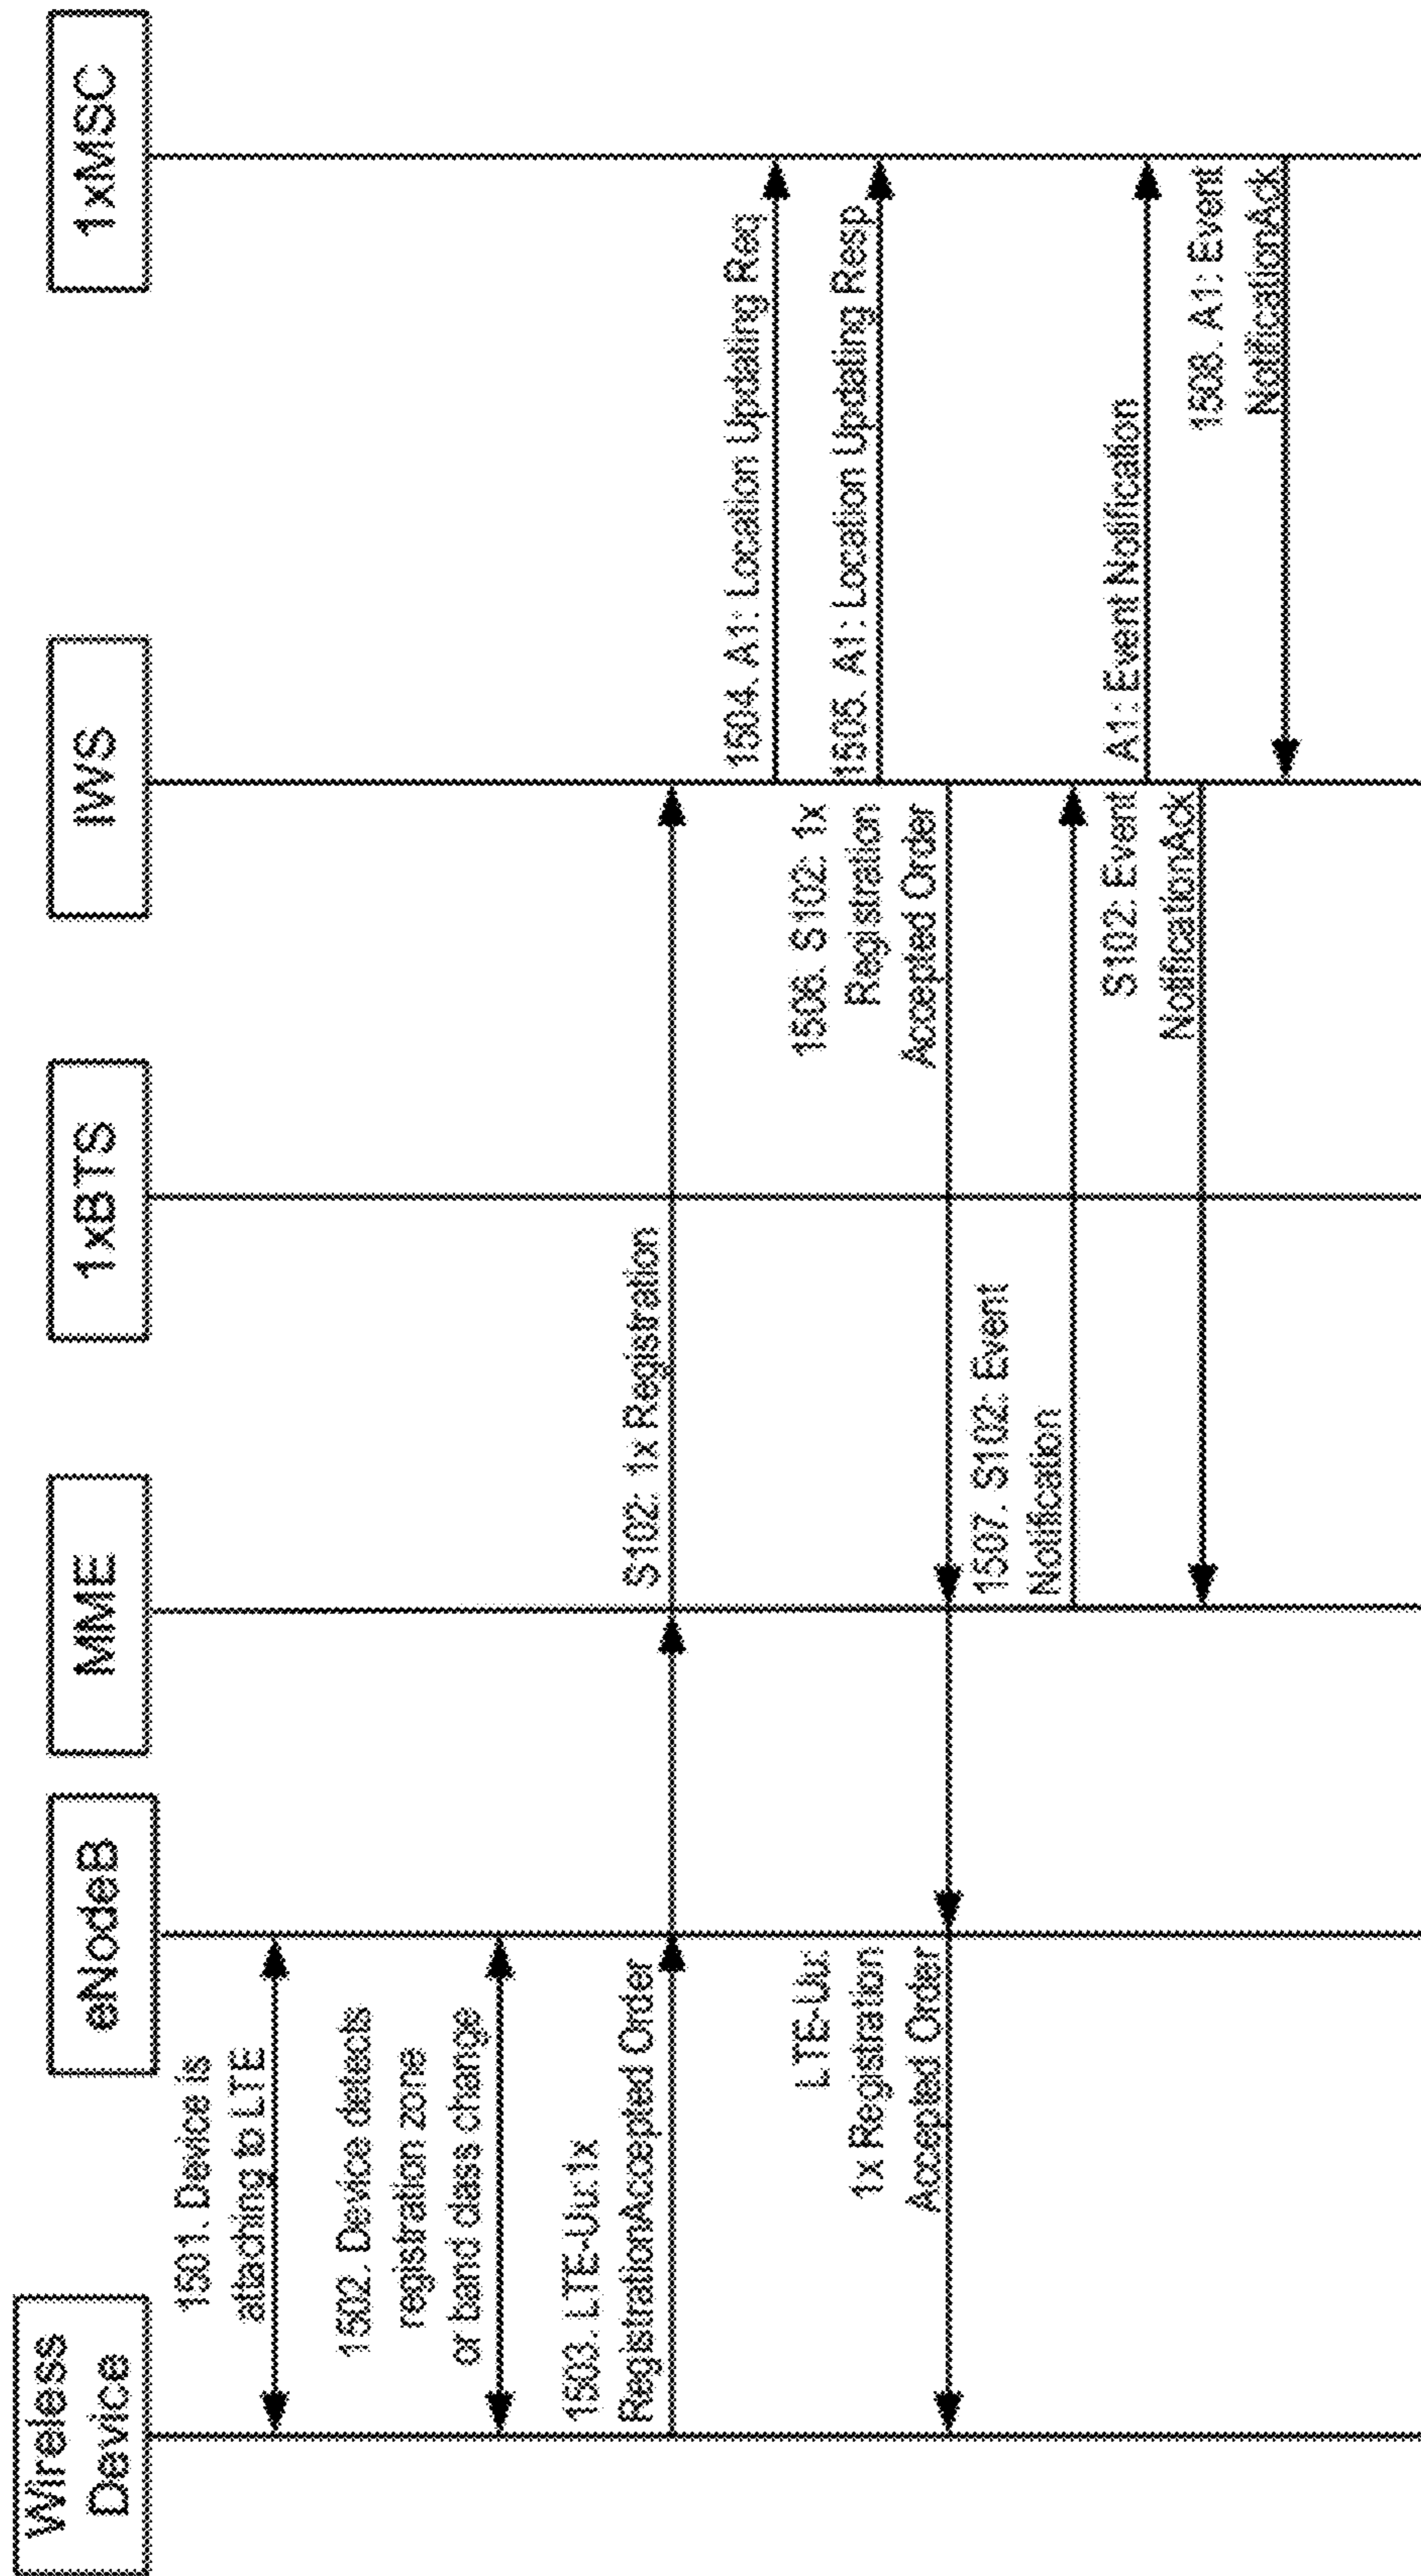 Wireless
Device
eNodeB
MME
1xBTS
IWS
1xMSC
1501. Device is
attaching to LTE
1502. Device detects
registration zone
or band class change
1503. LTE-Uu:1x
RegistrationAccepted Order
S102: 1x Registration
1504. A1: Location Updating Req
1505. A1: Location Updating Resp
1506. S102: 1x
Registration
Accepted Order
LTE-Uu:
1x Registration
Accepted Order
1507. S102: Event
Notification
A1: Event Notification
S102: Event
NotificationAck
1508. A1: Event
NotificationAck